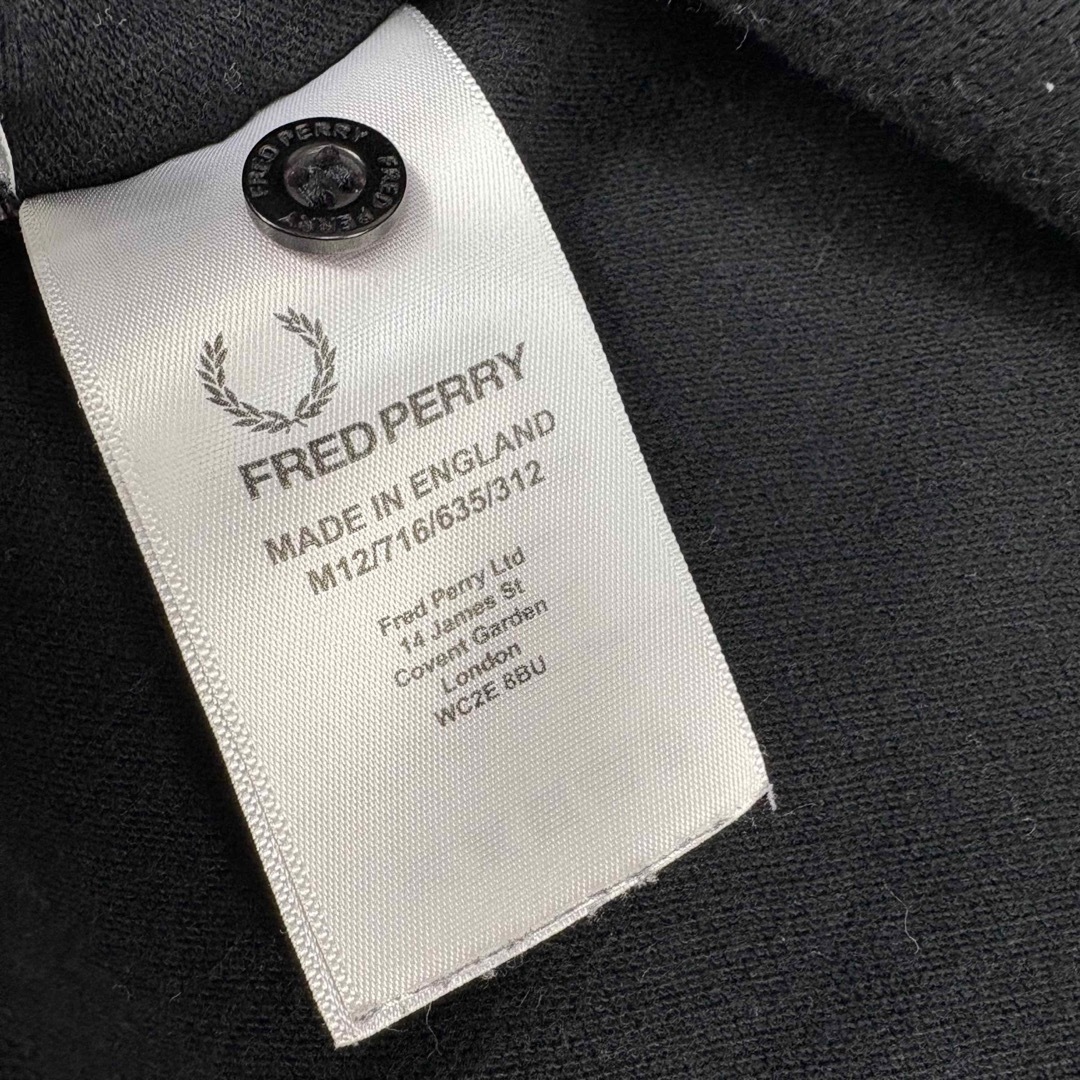 FRED PERRY FRED PERRY
FRED PERRY
MADE IN ENGLAND
M12/716/635/312
Fred Perry Ltd
14 James St
Covent Garden
London
WC2E 8BU